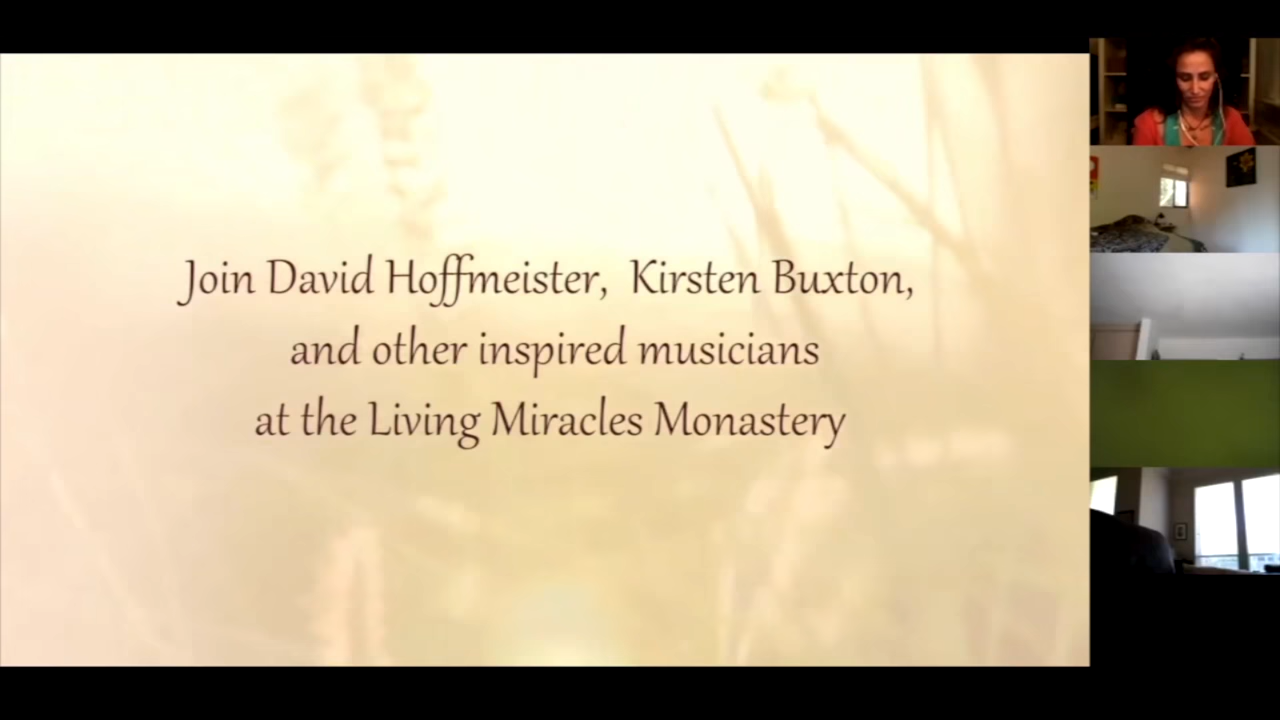 Join David Hoffmeister, Kirsten Buxton,
and other inspired musicians
at the Living Miracles Monastery